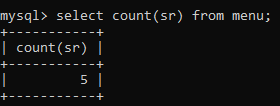 mysql> select count(sr) from menu;
+-----------+
| count(sr) |
+-----------+
|         5 |
+-----------+